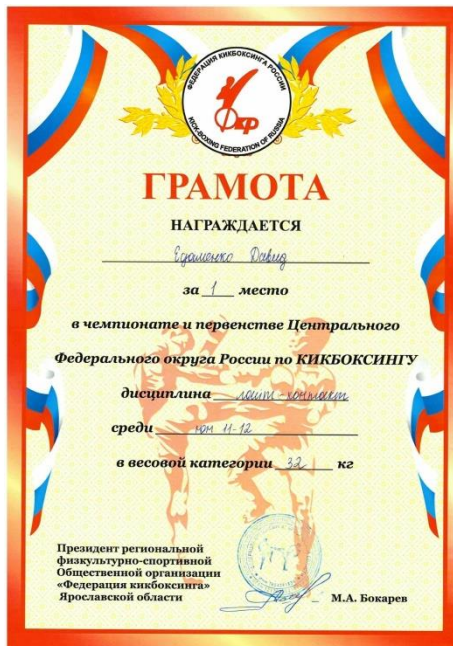 ФЕДЕРАЦИЯ КИКБОКСИНГА РОССИИ
ФКР
KICK-BOXING FEDERATION OF RUSSIA
ГРАМОТА
НАГРАЖДАЕТСЯ
Едаменко Давид
за 1 место
в чемпионате и первенстве Центрального
Федерального округа России по КИКБОКСИНГУ
дисциплина лайт-контакт
среди юн 11-12
в весовой категории 32 кг
Президент региональной
физкультурно-спортивной
Общественной организации
«Федерация кикбоксинга»
Ярославской области
М.А. Бокарев